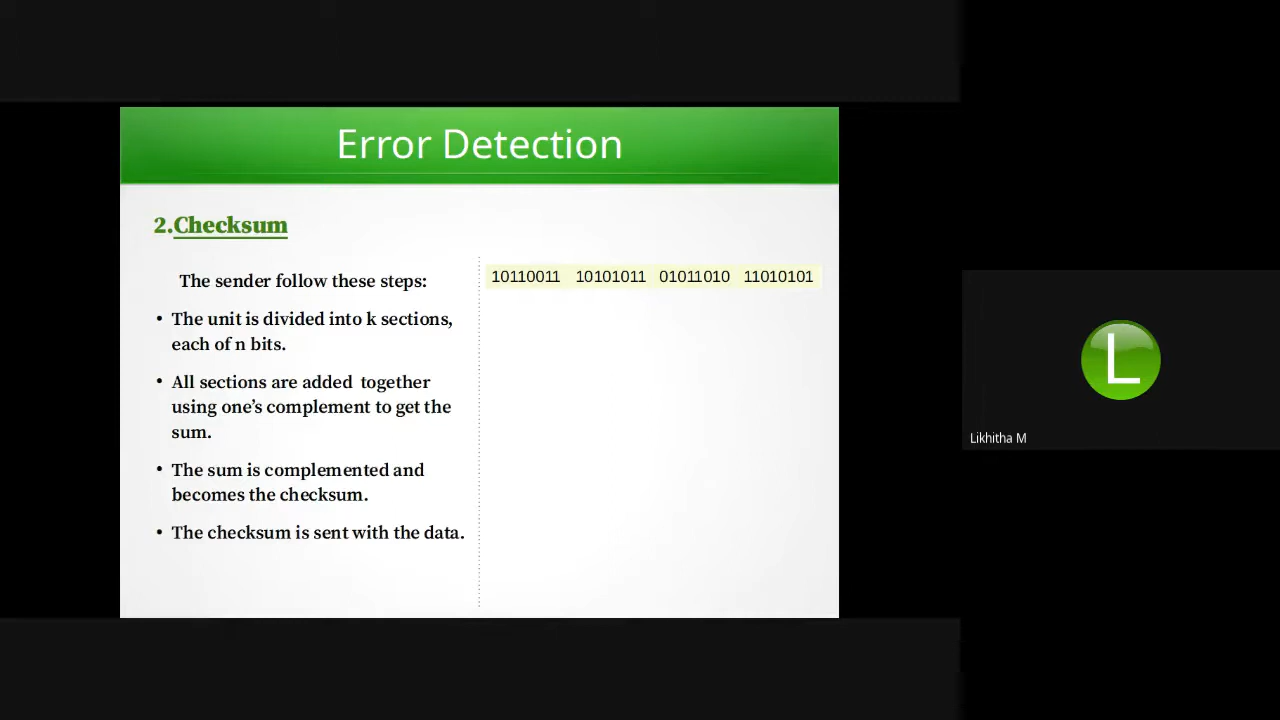 Error Detection
2.Checksum
The sender follow these steps:
• The unit is divided into k sections,
each of n bits.
• All sections are added  together
using one’s complement to get the
sum.
• The sum is complemented and
becomes the checksum.
• The checksum is sent with the data.
10110011 10101011 01011010 11010101
L
Likhitha M